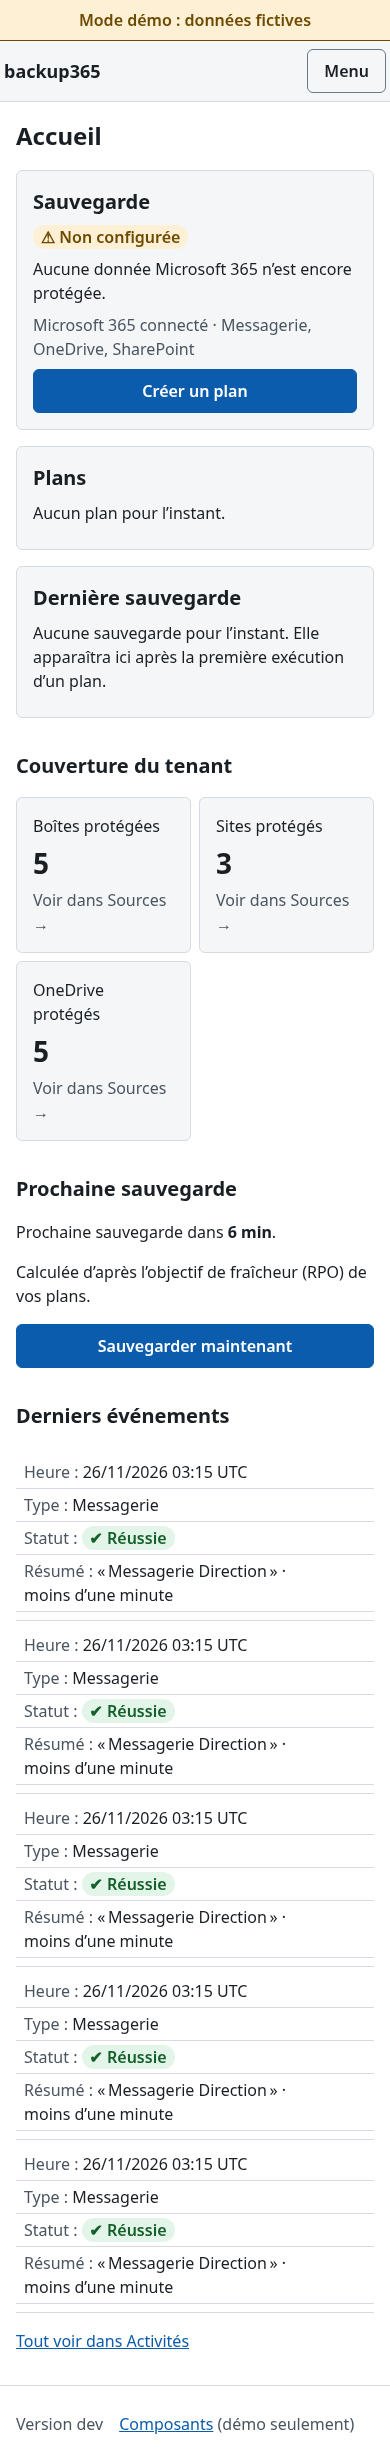 Mode démo : données fictives
backup365
Menu
Accueil
Sauvegarde
⚠ Non configurée
Aucune donnée Microsoft 365 n’est encore
protégée.
Microsoft 365 connecté · Messagerie,
OneDrive, SharePoint
Créer un plan
Plans
Aucun plan pour l’instant.
Dernière sauvegarde
Aucune sauvegarde pour l’instant. Elle
apparaîtra ici après la première exécution
d’un plan.
Couverture du tenant
Boîtes protégées
5
Voir dans Sources
→
Sites protégés
3
Voir dans Sources
→
OneDrive
protégés
5
Voir dans Sources
→
Prochaine sauvegarde
Prochaine sauvegarde dans 6 min.
Calculée d’après l’objectif de fraîcheur (RPO) de
vos plans.
Sauvegarder maintenant
Derniers événements
Heure : 26/11/2026 03:15 UTC
Type : Messagerie
Statut : ✔ Réussie
Résumé : « Messagerie Direction » ·
moins d’une minute
Heure : 26/11/2026 03:15 UTC
Type : Messagerie
Statut : ✔ Réussie
Résumé : « Messagerie Direction » ·
moins d’une minute
Heure : 26/11/2026 03:15 UTC
Type : Messagerie
Statut : ✔ Réussie
Résumé : « Messagerie Direction » ·
moins d’une minute
Heure : 26/11/2026 03:15 UTC
Type : Messagerie
Statut : ✔ Réussie
Résumé : « Messagerie Direction » ·
moins d’une minute
Heure : 26/11/2026 03:15 UTC
Type : Messagerie
Statut : ✔ Réussie
Résumé : « Messagerie Direction » ·
moins d’une minute
Tout voir dans Activités
Version dev Composants (démo seulement)